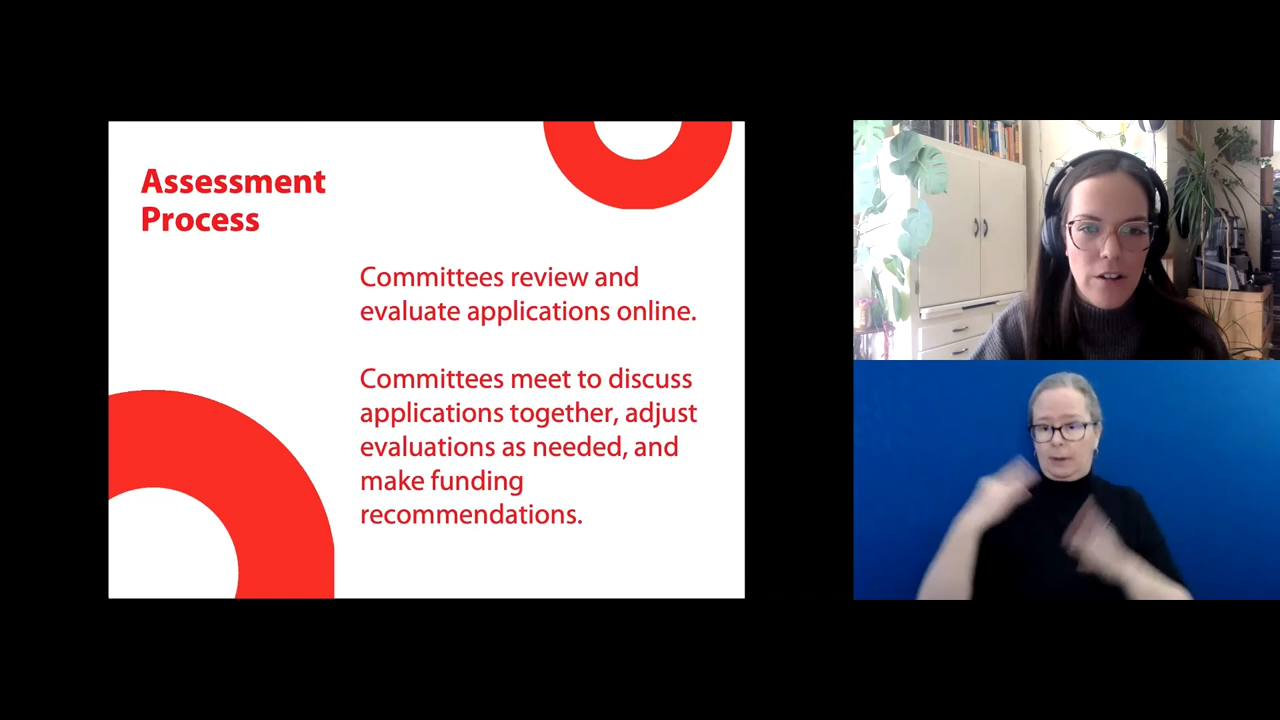 Assessment
Process
Committees review and
evaluate applications online.
Committees meet to discuss
applications together, adjust
evaluations as needed, and
make funding
recommendations.